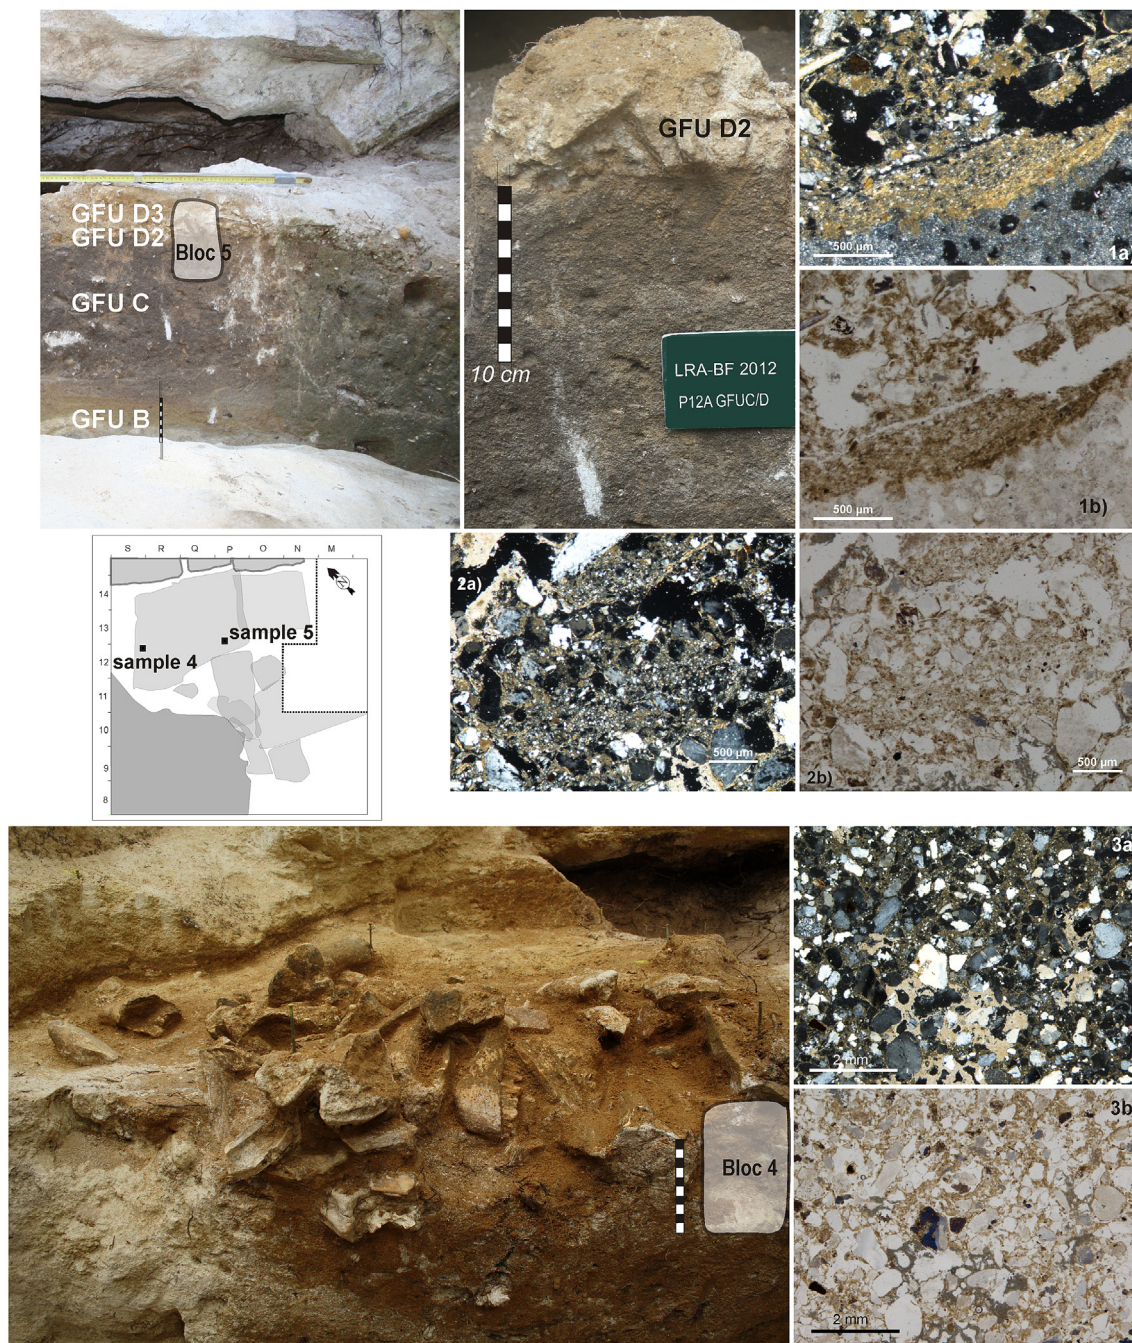 GFU D3
GFU D2
Bloc 5
GFU C
GFU B
GFU D2
10 cm
LRA-BF 2012
P12A GFUC/D
500 µm
1a)
500 µm
1b)
S R Q P O N M
14
13
12
11
10
9
8
N
sample 5
sample 4
2a)
500 µm
500 µm
2b)
Bloc 4
3a
2 mm
3b
2 mm